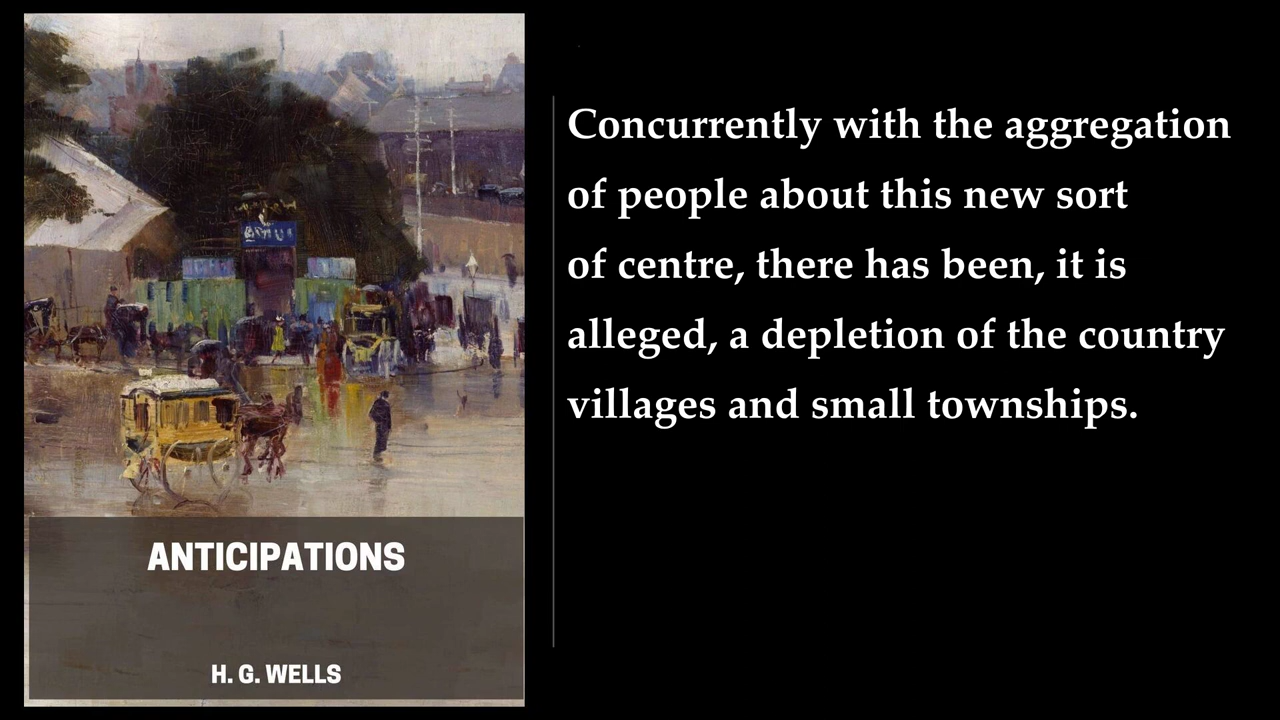 ANTICIPATIONS
H. G. WELLS
Concurrently with the aggregation
of people about this new sort
of centre, there has been, it is
alleged, a depletion of the country
villages and small townships.